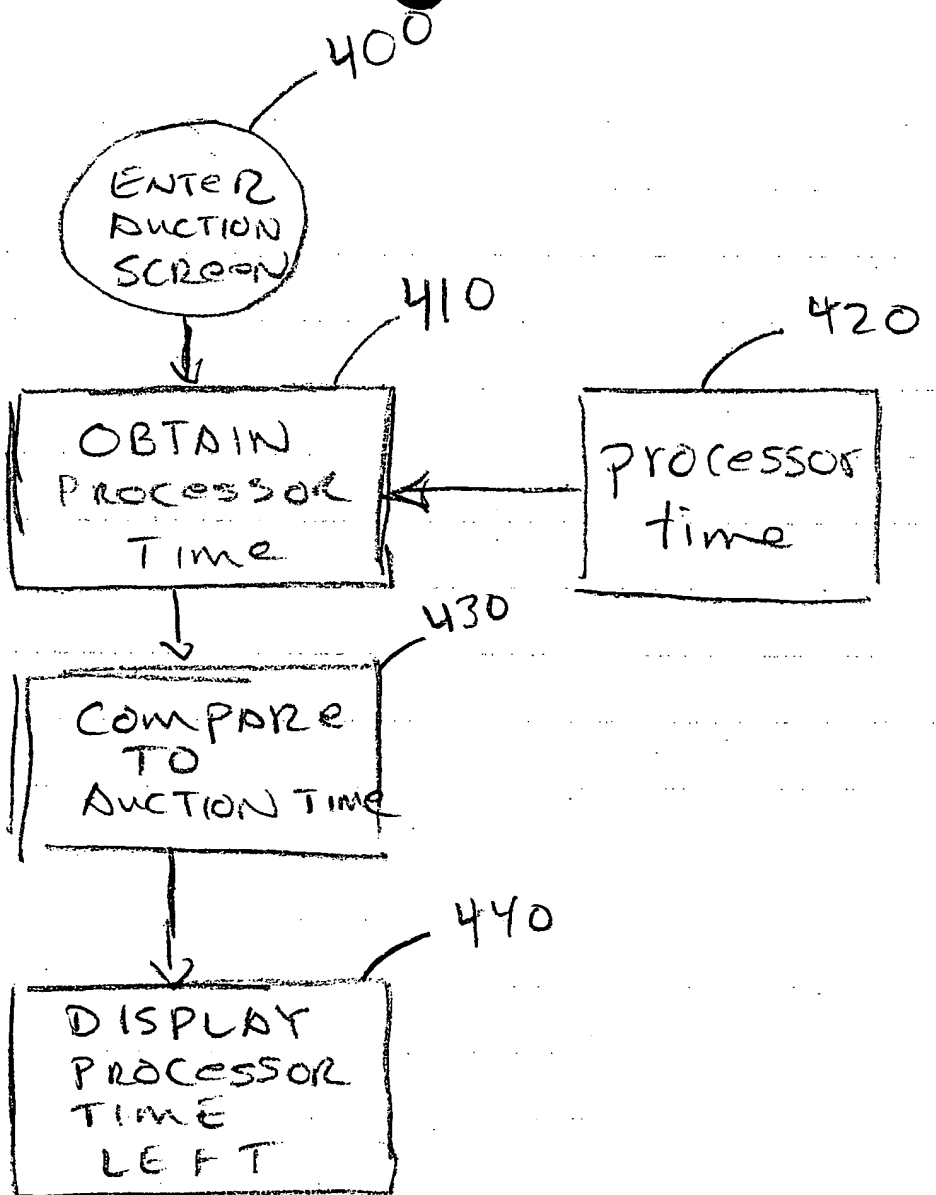 400
ENTER
AUCTION
SCREEN
410
420
OBTAIN
PROCESSOR
TIME
processor
time
430
COMPARE
TO
AUCTION TIME
440
DISPLAY
PROCESSOR
TIME
LEFT